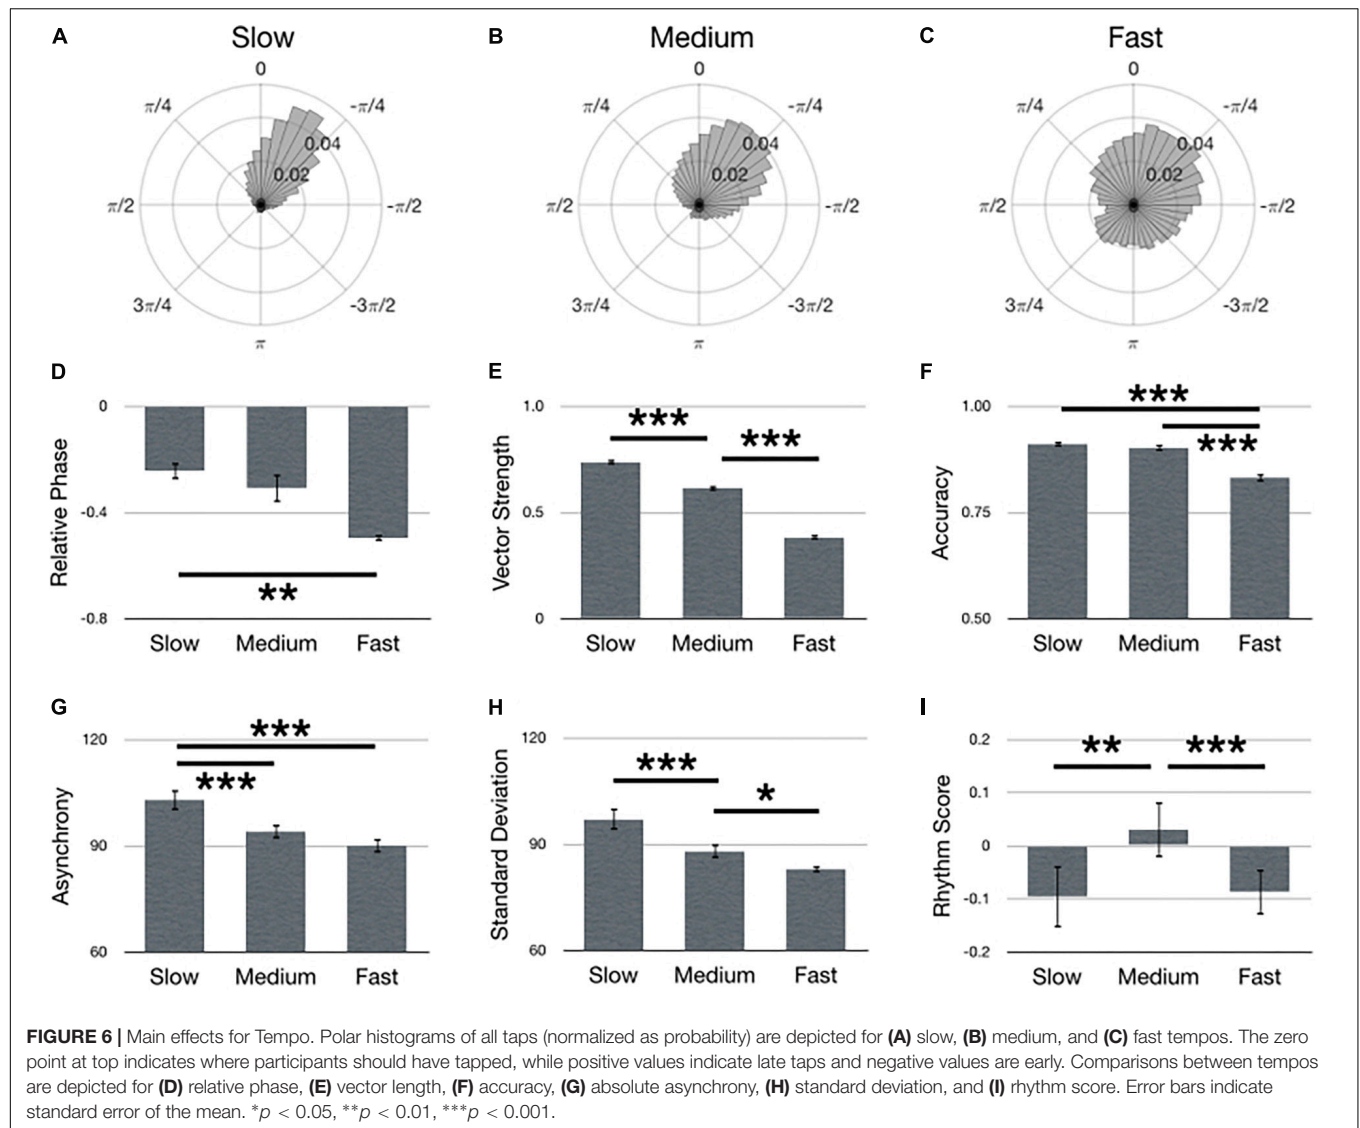 A Slow B Medium C Fast
0 0 0
π/4 -π/4 π/4 -π/4 π/4 -π/4
0.04 0.04 0.04
0.02 0.02 0.02
π/2 -π/2 π/2 -π/2 π/2 -π/2
3π/4 -3π/2 3π/4 -3π/2 3π/4 -3π/2
π π π
D
0
-0.4
-0.8
Relative Phase
**
Slow Medium Fast
E
1.0
0.5
0
Vector Strength
*** ***
Slow Medium Fast
F
1.00
0.75
0.50
Accuracy
***
***
Slow Medium Fast
G
120
90
60
Asynchrony
***
***
Slow Medium Fast
H
120
90
60
Standard Deviation
*** *
Slow Medium Fast
I
0.2
0.1
0
-0.1
-0.2
Rhythm Score
** ***
Slow Medium Fast
FIGURE 6 | Main effects for Tempo. Polar histograms of all taps (normalized as probability) are depicted for (A) slow, (B) medium, and (C) fast tempos. The zero
point at top indicates where participants should have tapped, while positive values indicate late taps and negative values are early. Comparisons between tempos
are depicted for (D) relative phase, (E) vector length, (F) accuracy, (G) absolute asynchrony, (H) standard deviation, and (I) rhythm score. Error bars indicate
standard error of the mean. *p < 0.05, **p < 0.01, ***p < 0.001.